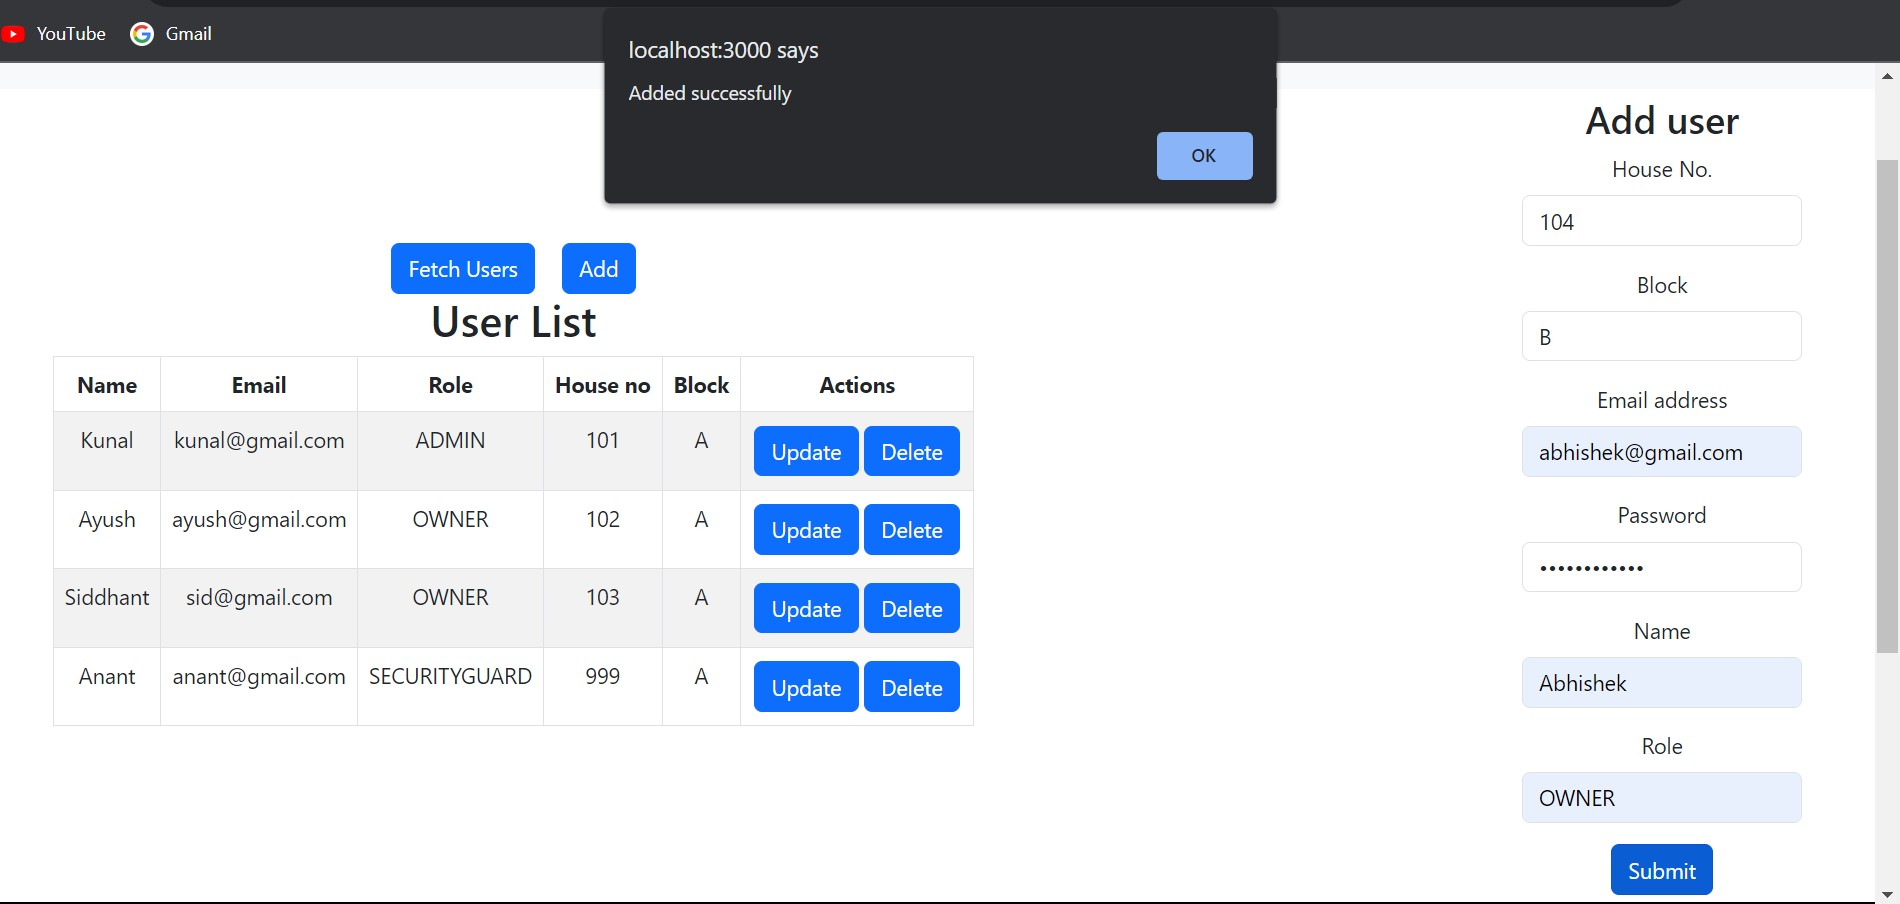 YouTube Gmail
localhost:3000 says
Added successfully
OK
Fetch Users Add
User List
Name Email Role House no Block Actions
Kunal kunal@gmail.com ADMIN 101 A Update Delete
Ayush ayush@gmail.com OWNER 102 A Update Delete
Siddhant sid@gmail.com OWNER 103 A Update Delete
Anant anant@gmail.com SECURITYGUARD 999 A Update Delete
Add user
House No.
104
Block
B
Email address
abhishek@gmail.com
Password
••••••••••••
Name
Abhishek
Role
OWNER
Submit